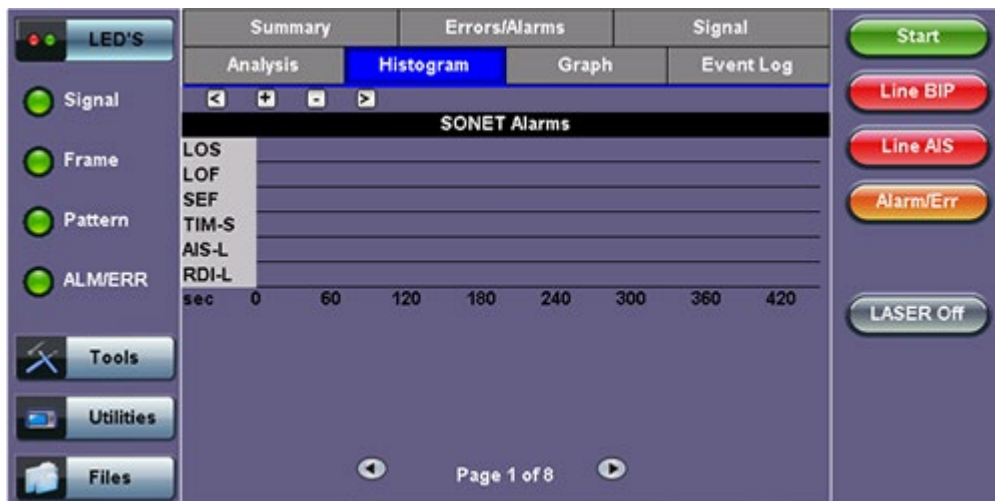 LED'S
Signal
Frame
Pattern
ALM/ERR
Tools
Utilities
Files
Summary Errors/Alarms Signal
Analysis Histogram Graph Event Log
< + - >
SONET Alarms
LOS
LOF
SEF
TIM-S
AIS-L
RDI-L
sec 0 60 120 180 240 300 360 420
Page 1 of 8
Start
Line BIP
Line AIS
Alarm/Err
LASER Off